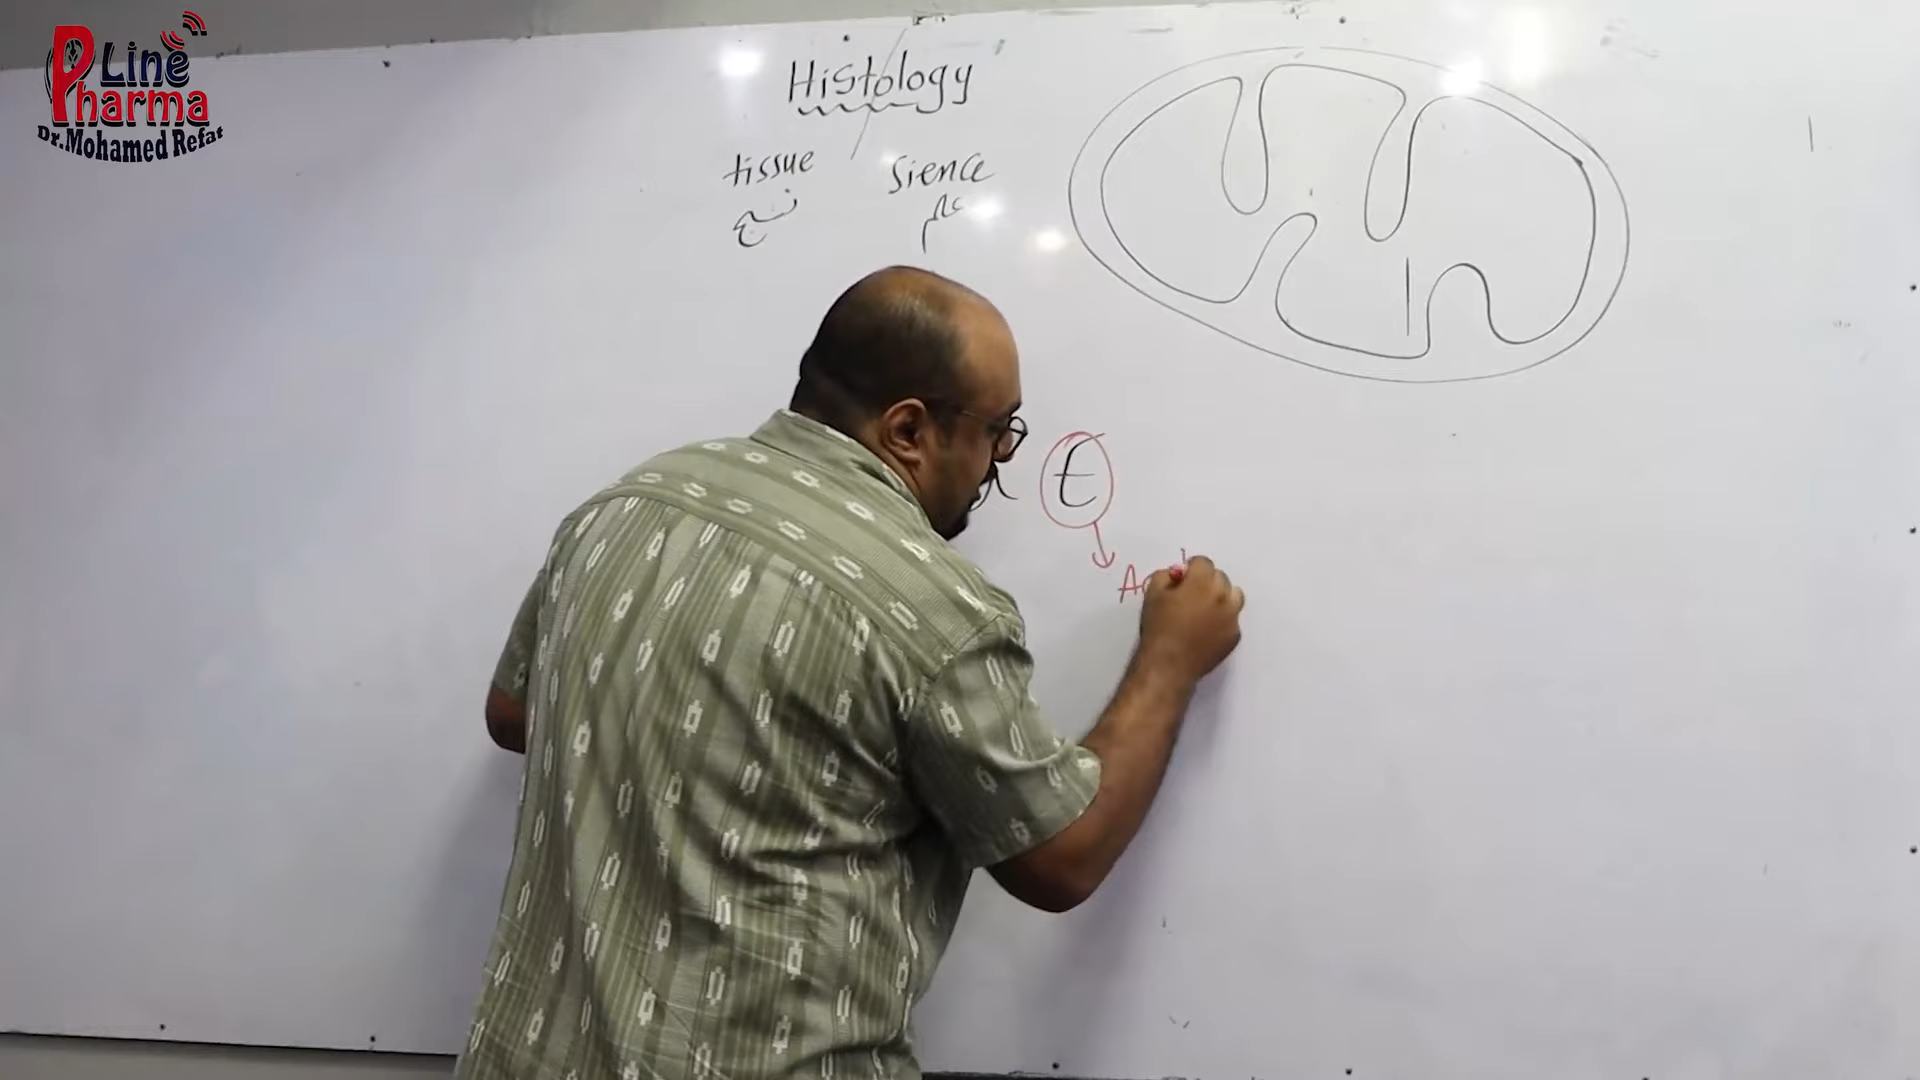 Line
Pharma
Dr.Mohamed Refat
Histology
tissue Sience
نسيج علم
t